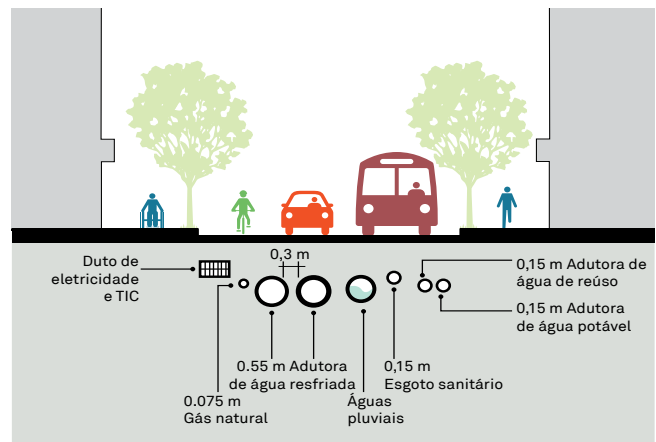 Duto de
eletricidade
e TIC
0,3 m
0,15 m Adutora de
água de reúso
0,15 m Adutora
de água potável
0.55 m Adutora
de água resfriada
0,15 m
Esgoto sanitário
0.075 m
Gás natural
Águas
pluviais